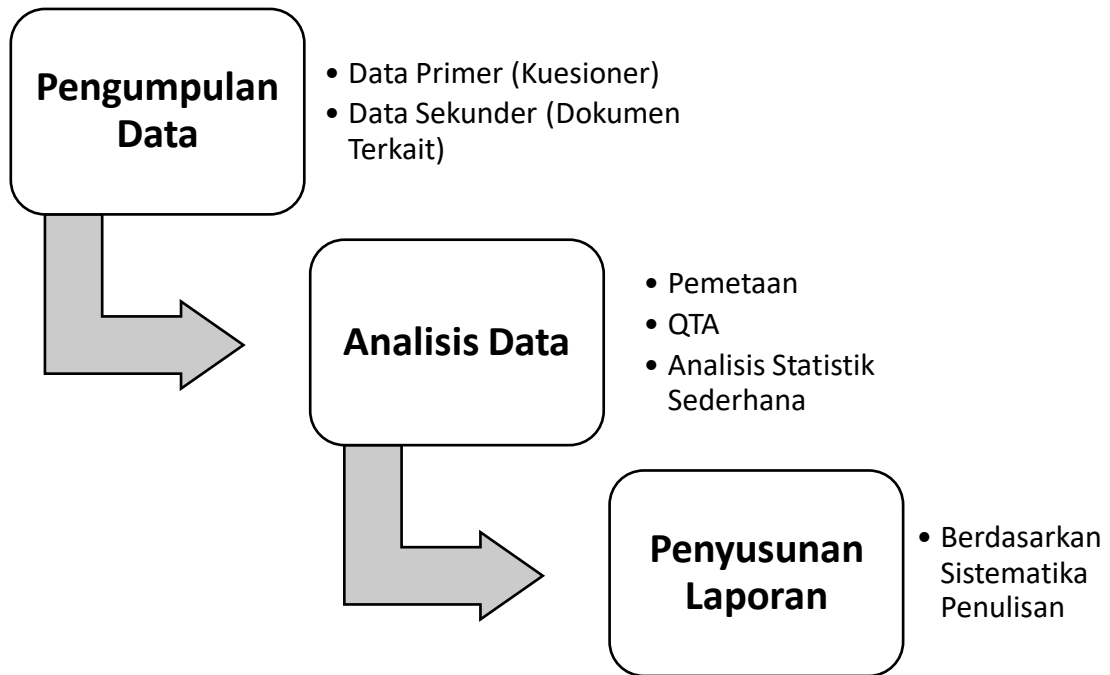 Pengumpulan
Data
• Data Primer (Kuesioner)
• Data Sekunder (Dokumen
Terkait)
Analisis Data
• Pemetaan
• QTA
• Analisis Statistik
Sederhana
Penyusunan
Laporan
• Berdasarkan
Sistematika
Penulisan